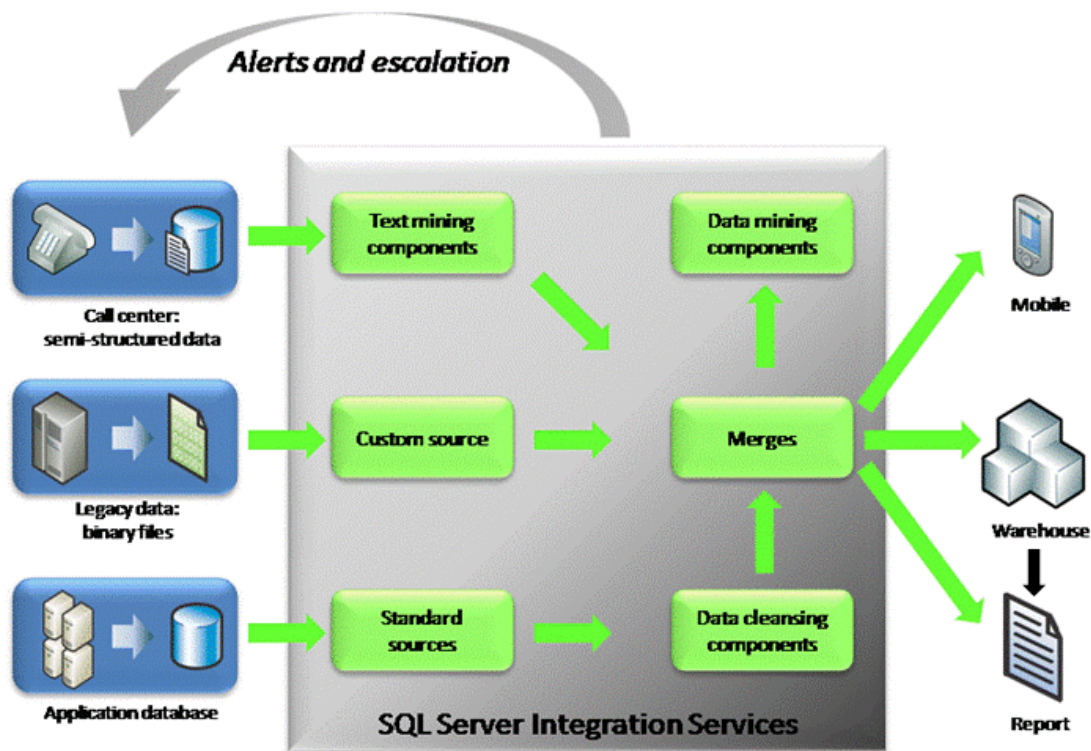 Alerts and escalation
Text mining
components
Data mining
components
Call center:
semi-structured data
Mobile
Custom source
Merges
Legacy data:
binary files
Warehouse
Standard
sources
Data cleansing
components
Application database
SQL Server Integration Services
Report